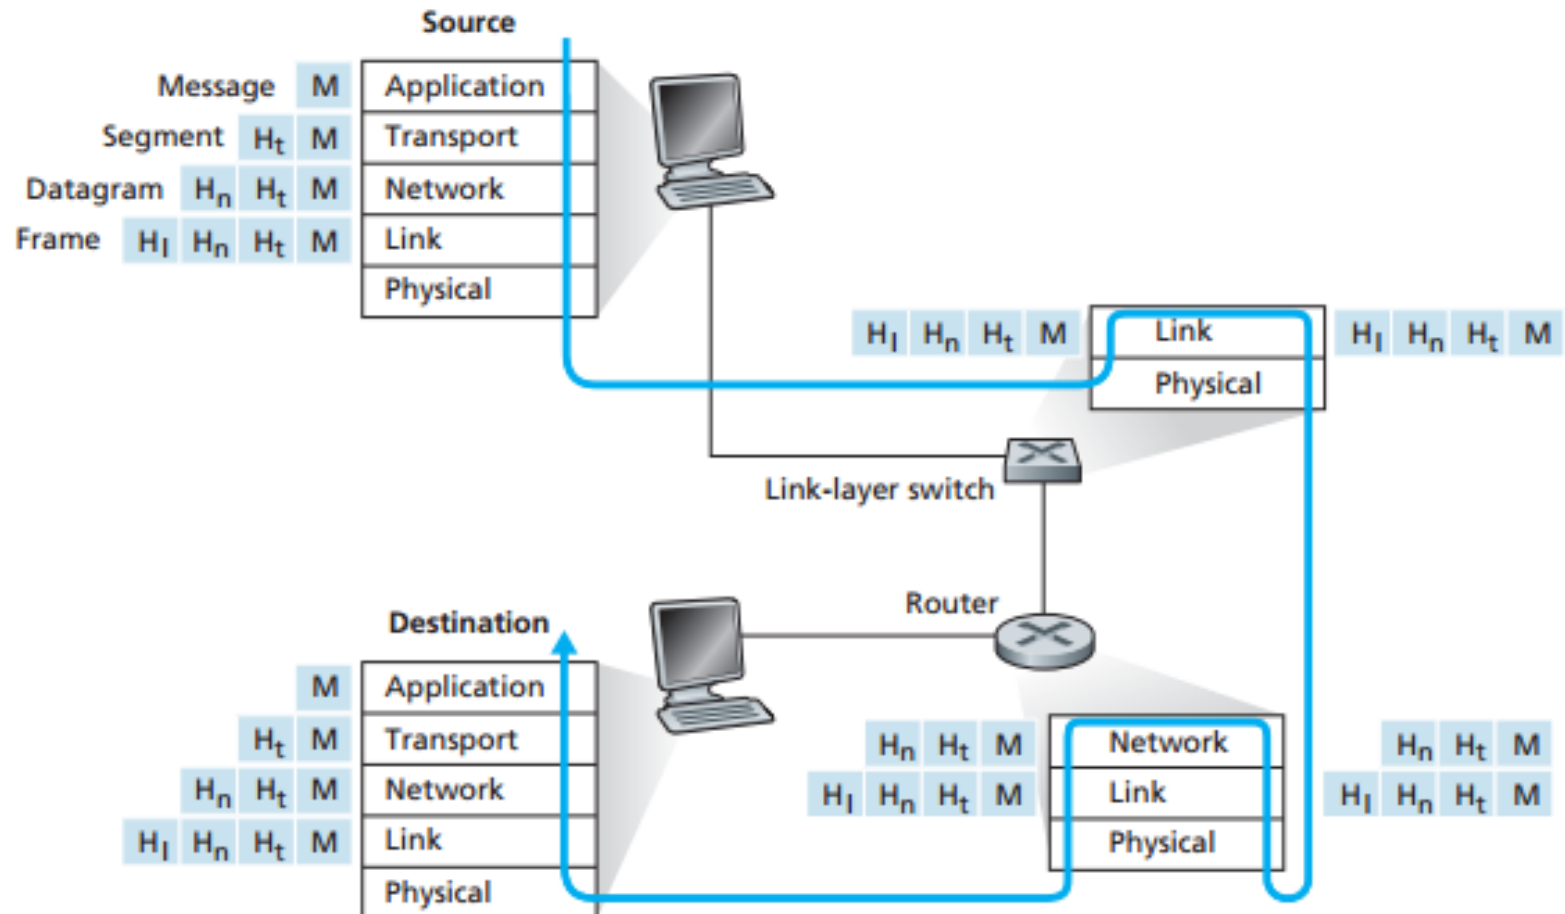 Source
Message M Application
Segment Ht M Transport
Datagram Hn Ht M Network
Frame Hl Hn Ht M Link
Physical
Hl Hn Ht M Link Hl Hn Ht M
Physical
Link-layer switch
Router
Destination
M Application
Ht M Transport
Hn Ht M Network
Hl Hn Ht M Link
Physical
Hn Ht M Network Hn Ht M
Hl Hn Ht M Link Hl Hn Ht M
Physical